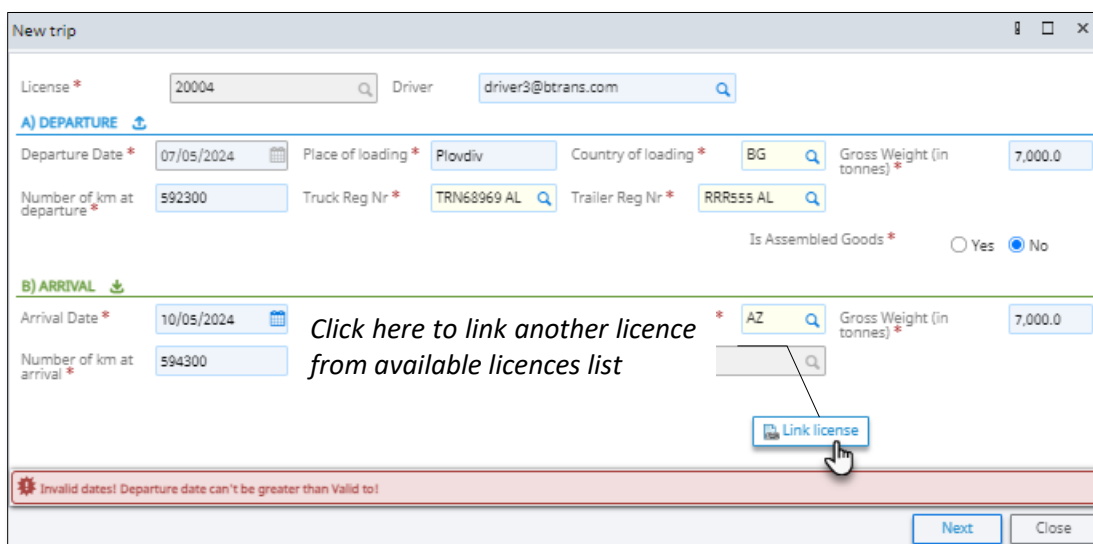 New trip
License * 20004 Driver driver3@btrans.com
A) DEPARTURE
Departure Date * 07/05/2024 Place of loading * Plovdiv Country of loading * BG Gross Weight (in tonnes) * 7,000.0
Number of km at departure * 592300 Truck Reg Nr * TRN68969 AL Trailer Reg Nr * RRR555 AL
Is Assembled Goods * Yes No
B) ARRIVAL
Arrival Date * 10/05/2024 * AZ Gross Weight (in tonnes) * 7,000.0
Click here to link another licence
from available licences list
Number of km at arrival * 594300
Link license
Invalid dates! Departure date can't be greater than Valid to!
Next Close